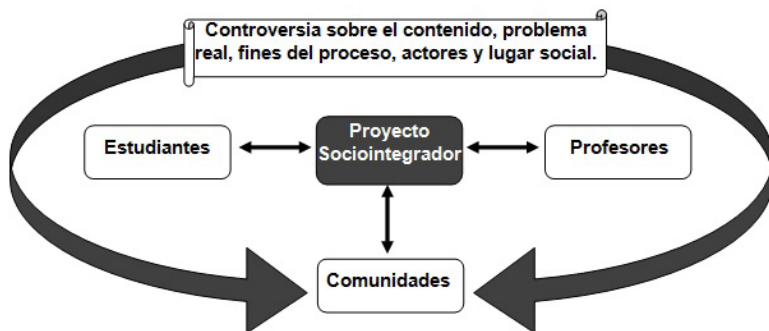 Controversia sobre el contenido, problema
real, fines del proceso, actores y lugar social.
Estudiantes
Proyecto
Sociointegrador
Profesores
Comunidades